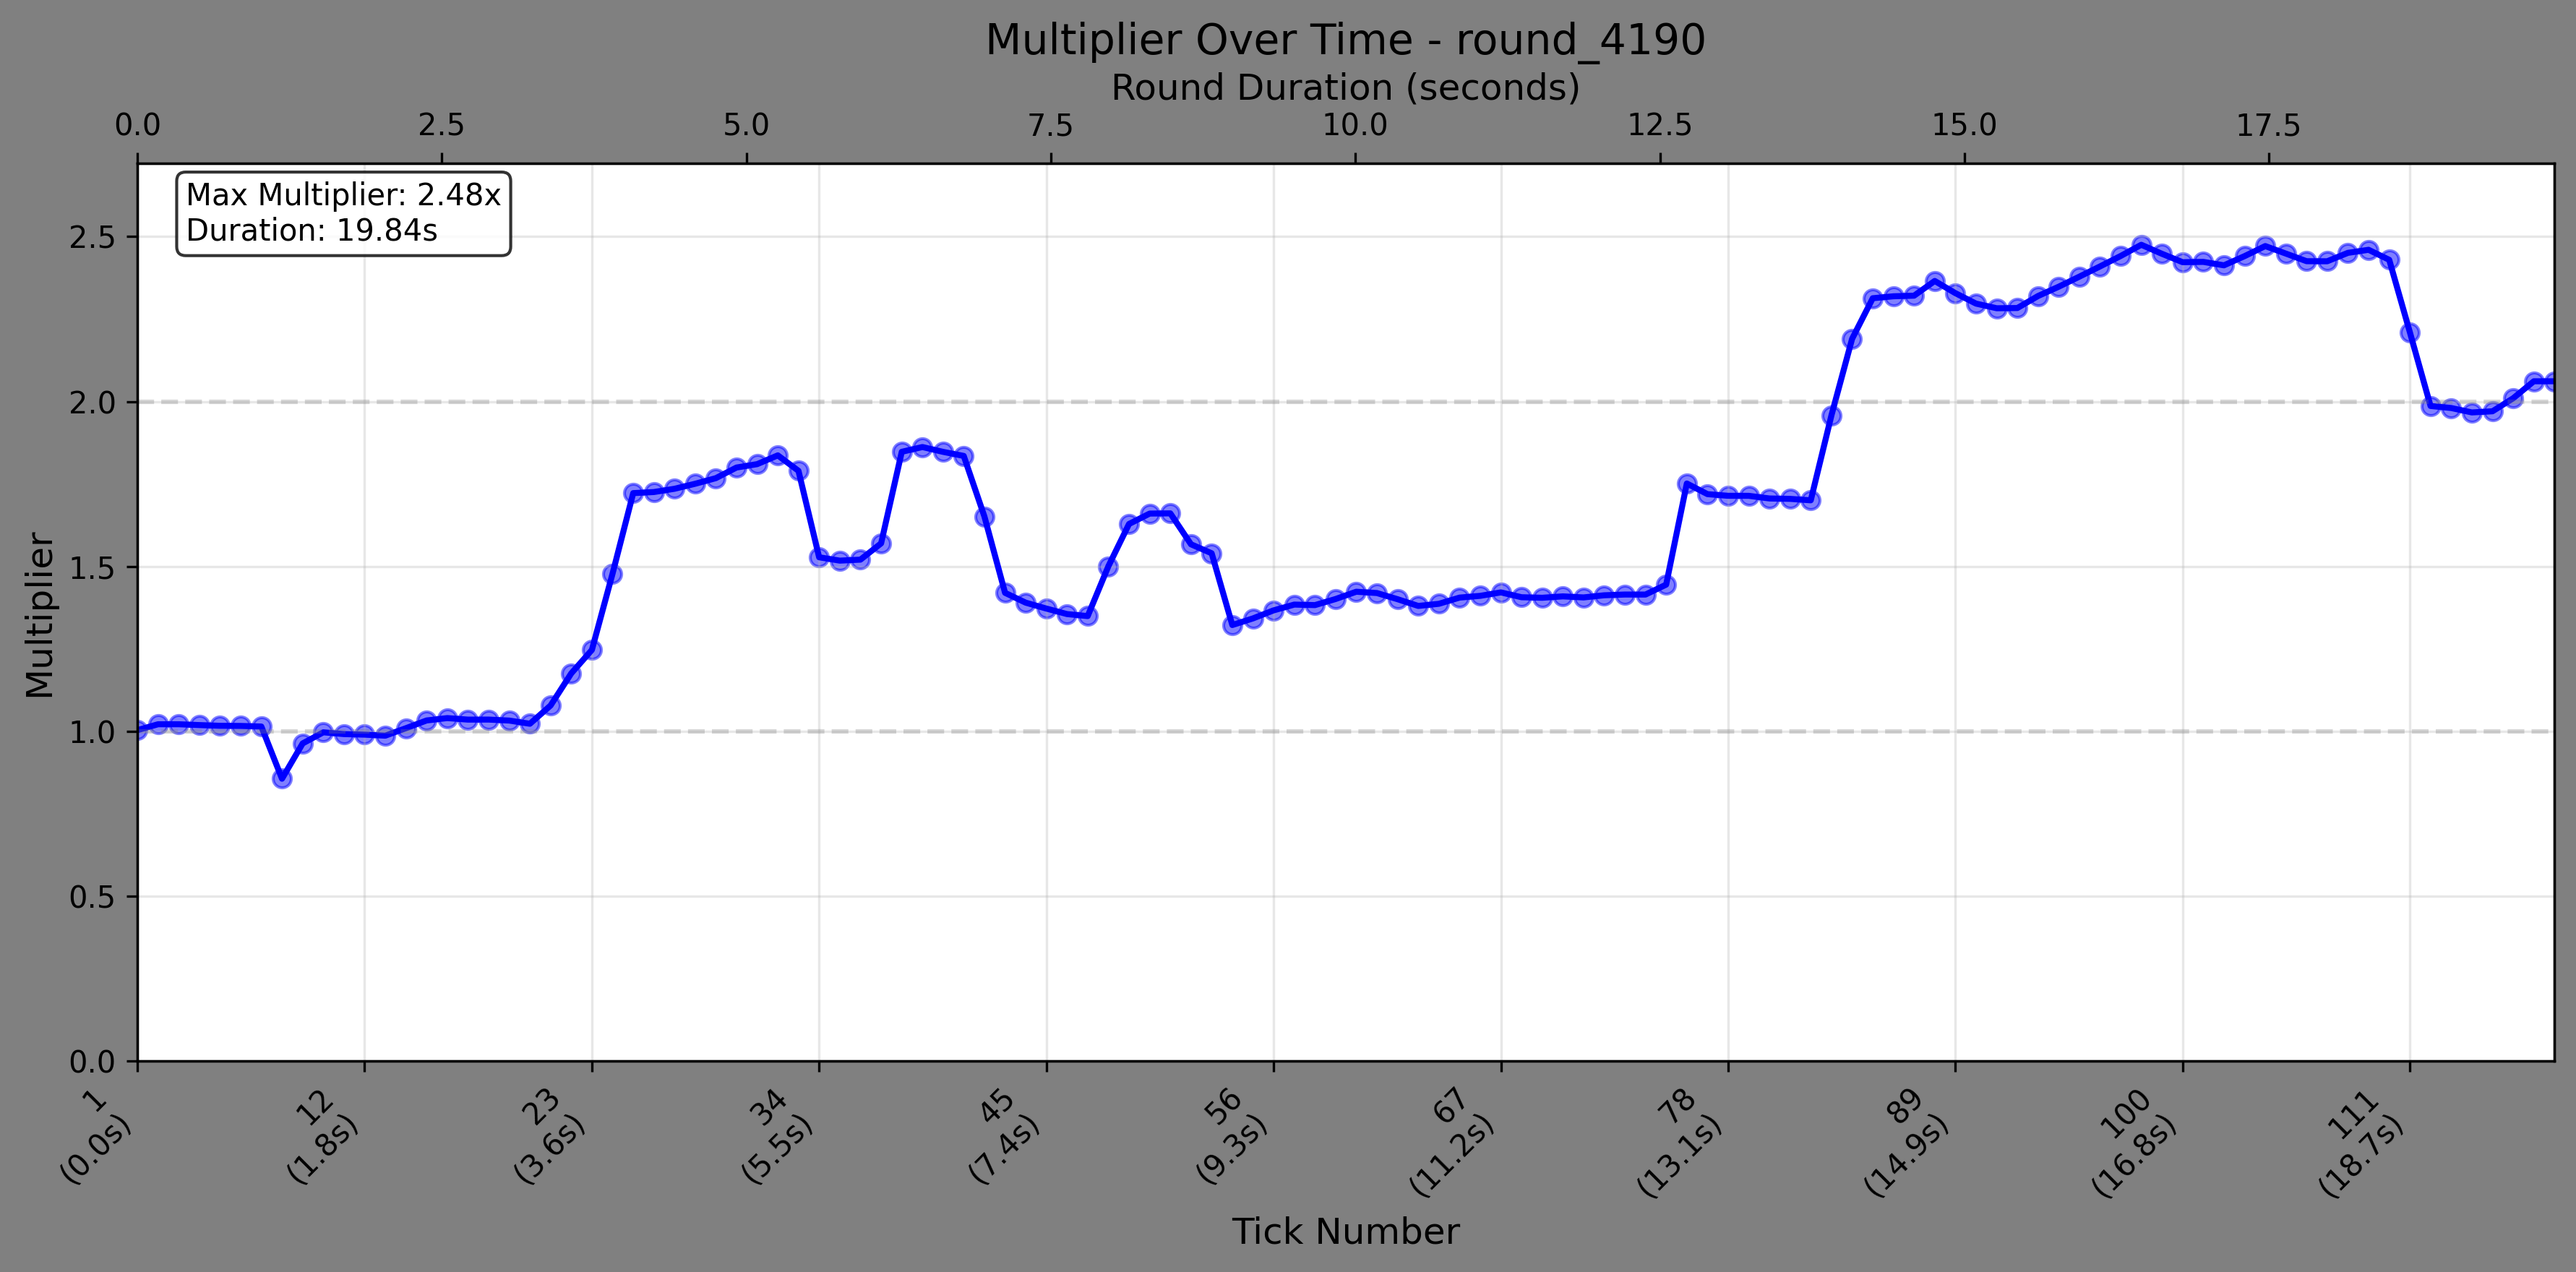 Multiplier Over Time - round_4190
Round Duration (seconds)
0.0 2.5 5.0 7.5 10.0 12.5 15.0 17.5
Max Multiplier: 2.48x
Duration: 19.84s
Multiplier
2.5
2.0
1.5
1.0
0.5
0.0
1
(0.0s)
12
(1.8s)
23
(3.6s)
34
(5.5s)
45
(7.4s)
56
(9.3s)
67
(11.2s)
78
(13.1s)
89
(14.9s)
100
(16.8s)
111
(18.7s)
Tick Number